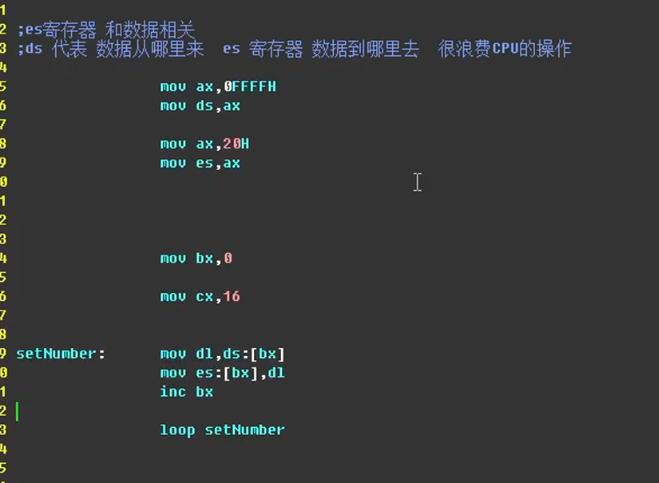 1
2 ;es寄存器 和数据相关
3 ;ds 代表 数据从哪里来 es 寄存器 数据到哪里去 很浪费CPU的操作
4
5 mov ax,0FFFFH
6 mov ds,ax
7
8 mov ax,20H
9 mov es,ax
0
1
2
3
4 mov bx,0
5
6 mov cx,16
7
8
9 setNumber: mov dl,ds:[bx]
0 mov es:[bx],dl
1 inc bx
2
3 loop setNumber
4
5